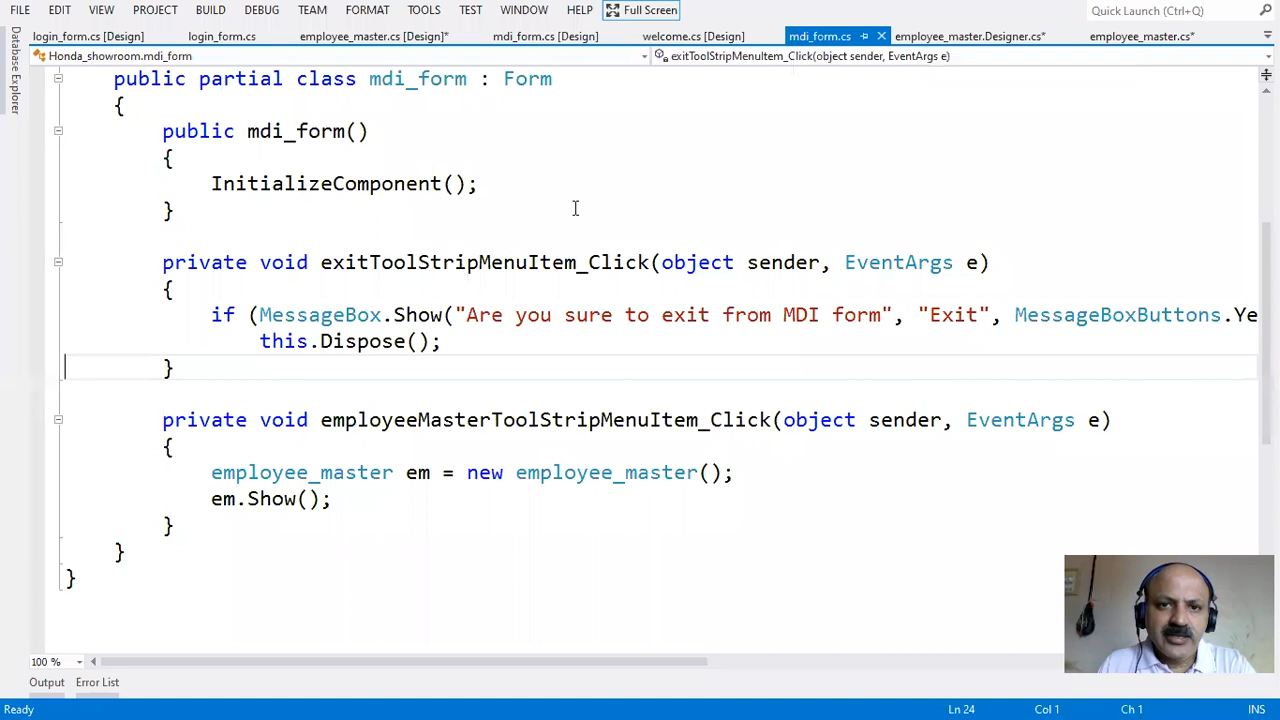 FILE EDIT VIEW PROJECT BUILD DEBUG TEAM FORMAT TOOLS TEST WINDOW HELP Full Screen Quick Launch (Ctrl+Q)
login_form.cs [Design] login_form.cs employee_master.cs [Design]* mdi_form.cs [Design] welcome.cs [Design] mdi_form.cs employee_master.Designer.cs* employee_master.cs*
Database Explorer
Honda_showroom.mdi_form exitToolStripMenuItem_Click(object sender, EventArgs e)
public partial class mdi_form : Form
{
public mdi_form()
{
InitializeComponent();
}
private void exitToolStripMenuItem_Click(object sender, EventArgs e)
{
if (MessageBox.Show("Are you sure to exit from MDI form", "Exit", MessageBoxButtons.Ye
this.Dispose();
}
private void employeeMasterToolStripMenuItem_Click(object sender, EventArgs e)
{
employee_master em = new employee_master();
em.Show();
}
}
}
100 %
Output Error List
Ready Ln 24 Col 1 Ch 1 INS